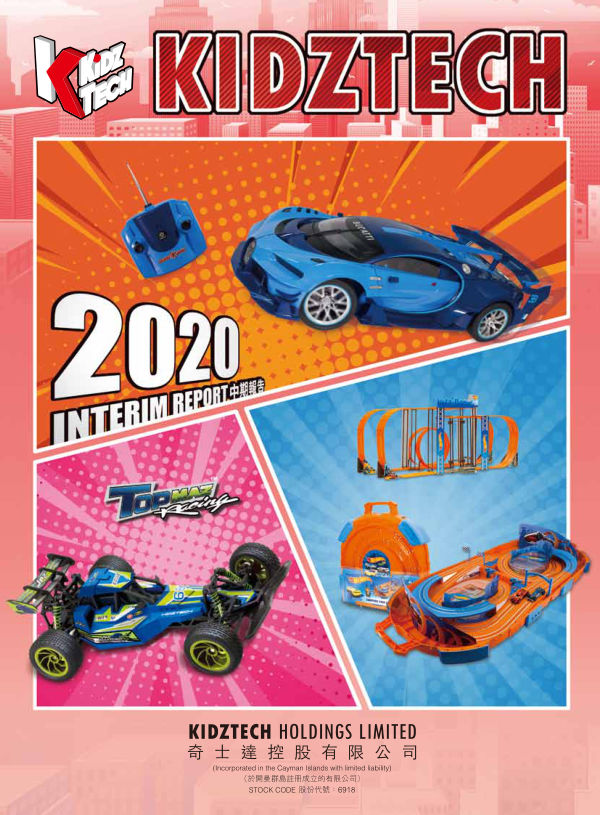 KiDZ
TECH
KIDZTECH
BUGATTI
2020
INTERIM REPORT 中期報告
TOPMAZ
Racing
KIDZTECH HOLDINGS LIMITED
奇士達控股有限公司
(Incorporated in the Cayman Islands with limited liability)
(於開曼群島註冊成立的有限公司)
STOCK CODE 股份代號：6918